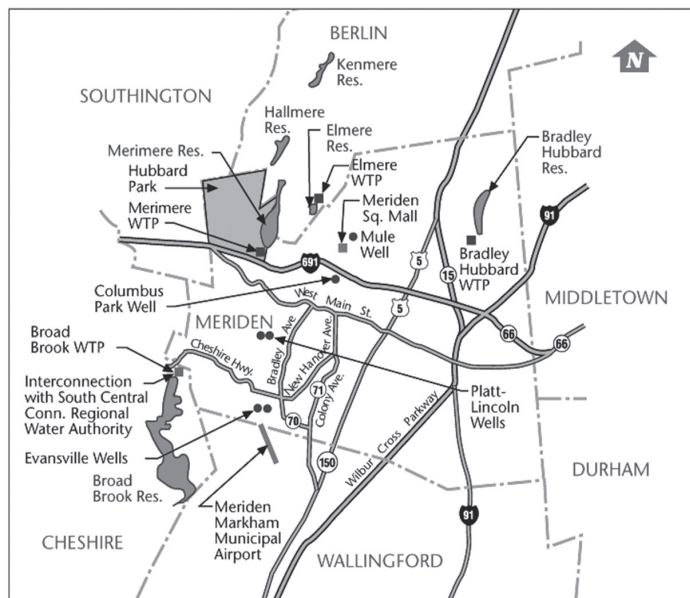 BERLIN
N
Kenmere
Res.
SOUTHINGTON
Hallmere
Res.
Elmere
Res.
Bradley
Hubbard
Res.
Merimere Res.
Hubbard
Park
Elmere
WTP
Merimere
WTP
Meriden
Sq. Mall
Mule
Well
91
Bradley
Hubbard
WTP
691
5
15
Columbus
Park Well
West Main St.
5
MIDDLETOWN
MERIDEN
Broad
Brook WTP
Cheshire Hwy.
Bradley Ave
New Hanover Ave.
66
66
Interconnection
with South Central
Conn. Regional
Water Authority
71
Colony Ave.
Platt-
Lincoln
Wells
Evansville Wells
70
Wilbur Cross Parkway
150
Broad
Brook Res.
DURHAM
Meriden
Markham
Municipal
Airport
91
CHESHIRE
WALLINGFORD